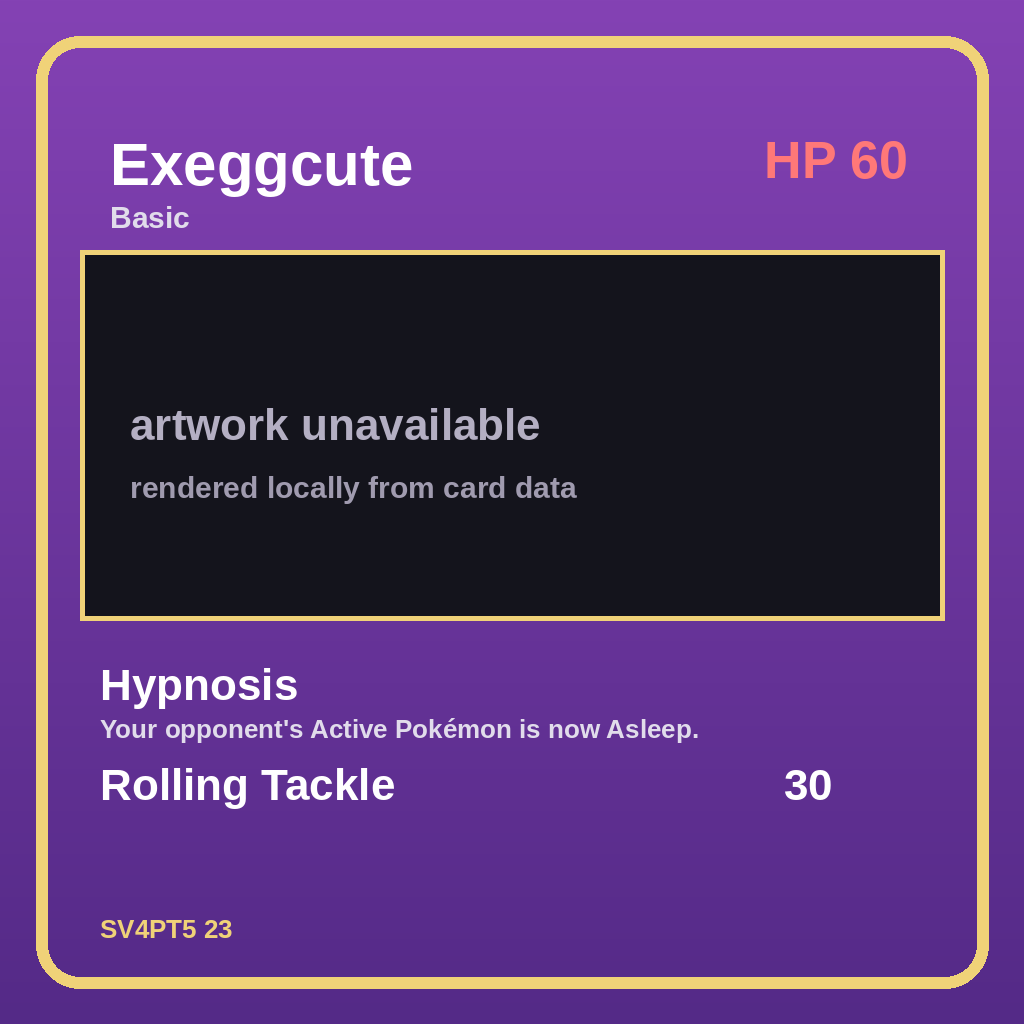 Exeggcute
HP 60
Basic
artwork unavailable
rendered locally from card data
Hypnosis
Your opponent's Active Pokémon is now Asleep.
Rolling Tackle 30
SV4PT5 23